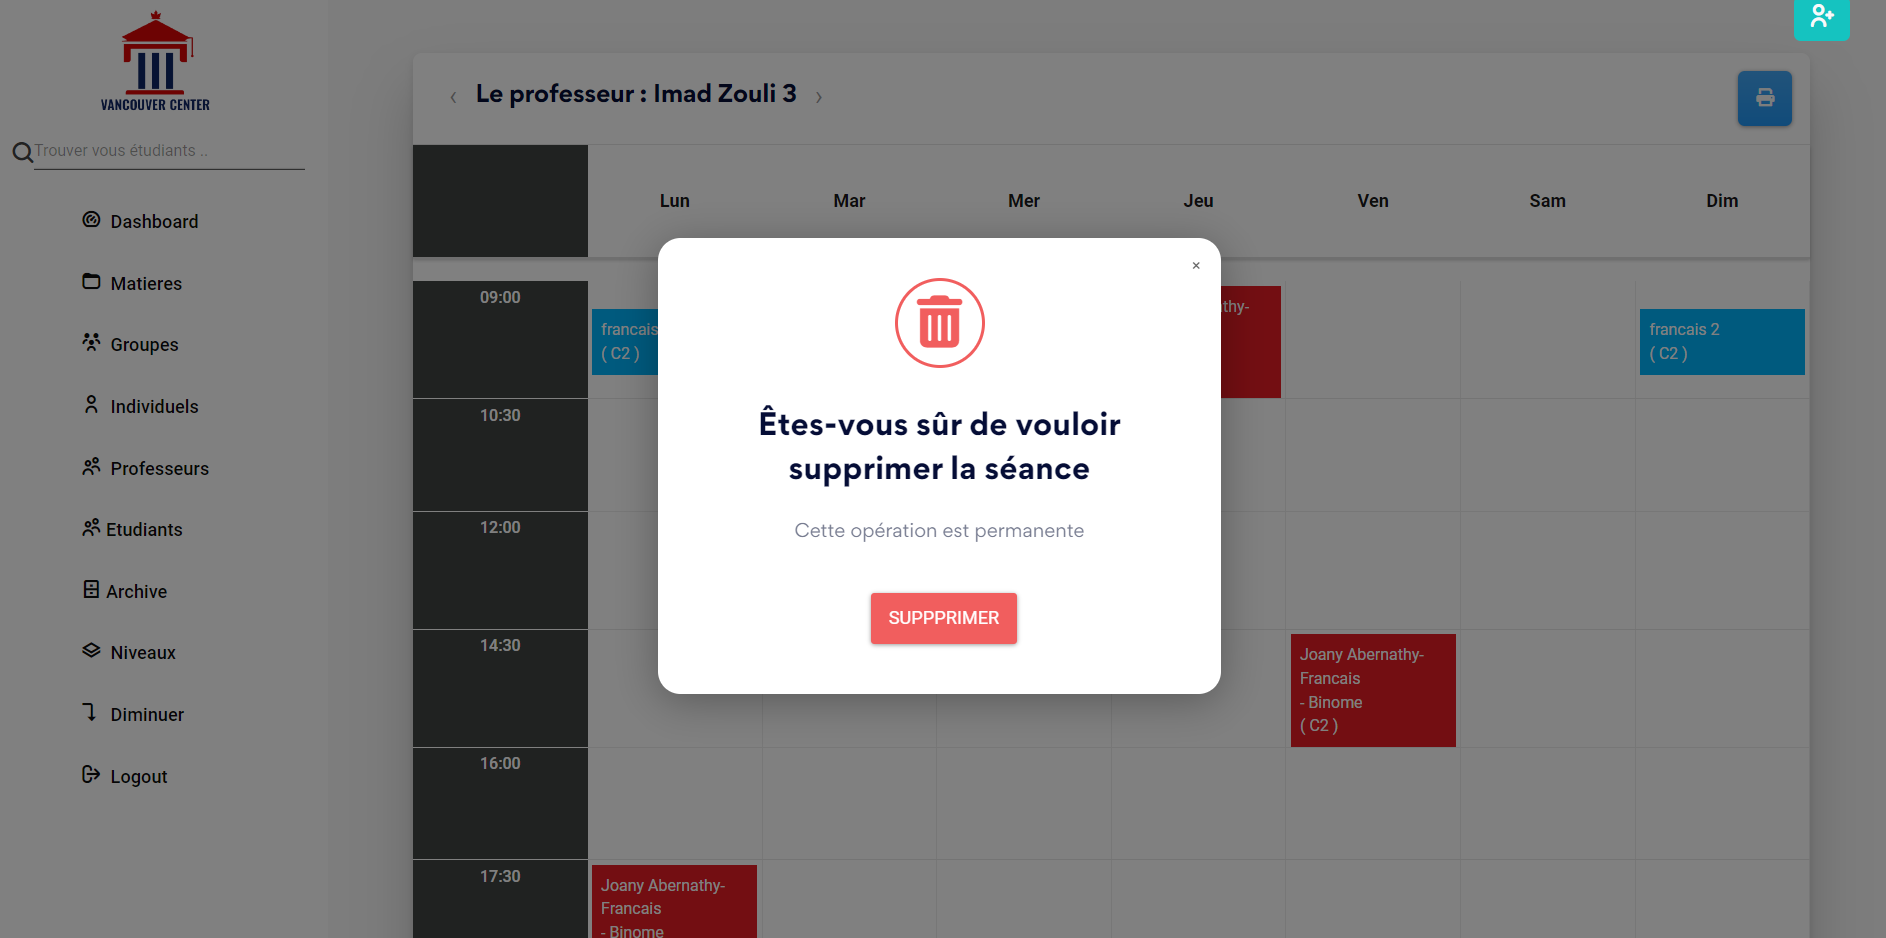 VANCOUVER CENTER
Trouver vous étudiants ..
Dashboard
Matieres
Groupes
Individuels
Professeurs
Etudiants
Archive
Niveaux
Diminuer
Logout
‹ Le professeur : Imad Zouli 3 ›
Lun Mar Mer Jeu Ven Sam Dim
09:00
francais
( C2 )
thy-
francais 2
( C2 )
10:30
12:00
14:30
Joany Abernathy-
Francais
- Binome
( C2 )
16:00
17:30
Joany Abernathy-
Francais
- Binome
×
Êtes-vous sûr de vouloir
supprimer la séance
Cette opération est permanente
SUPPPRIMER